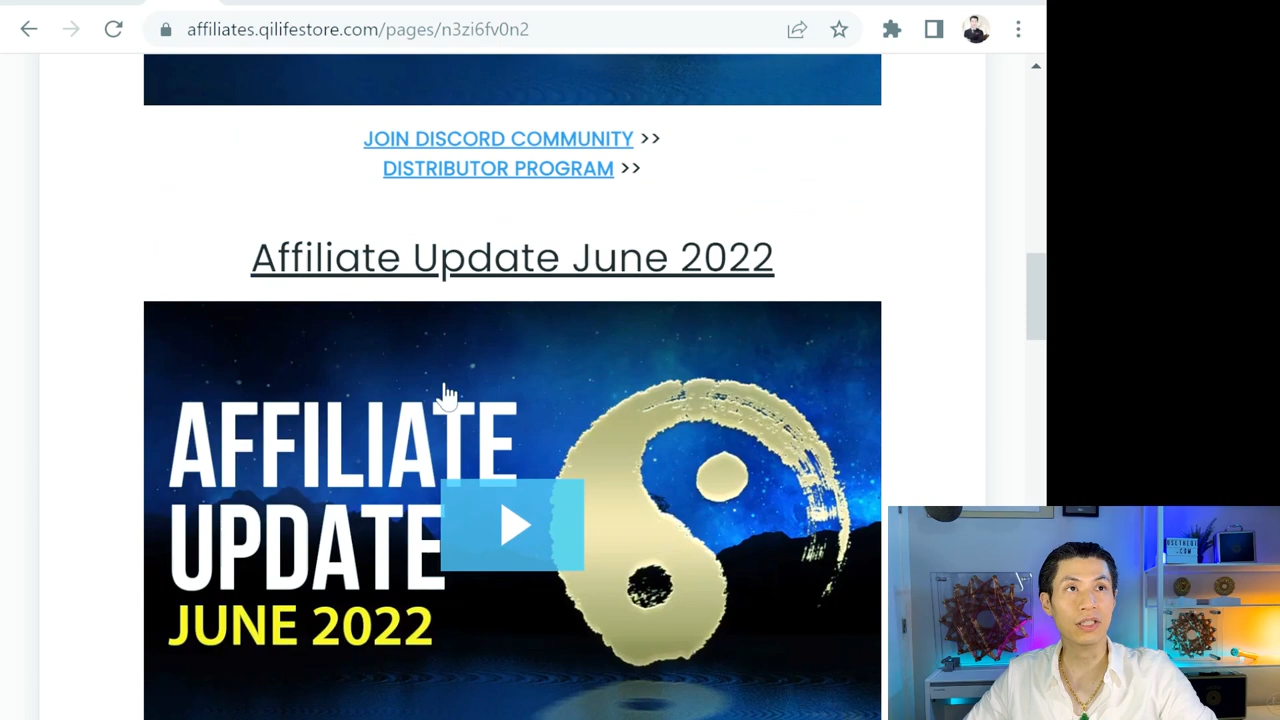 affiliates.qilifestore.com/pages/n3zi6fv0n2
JOIN DISCORD COMMUNITY >>
DISTRIBUTOR PROGRAM >>
Affiliate Update June 2022
AFFILIATE
UPDATE
JUNE 2022